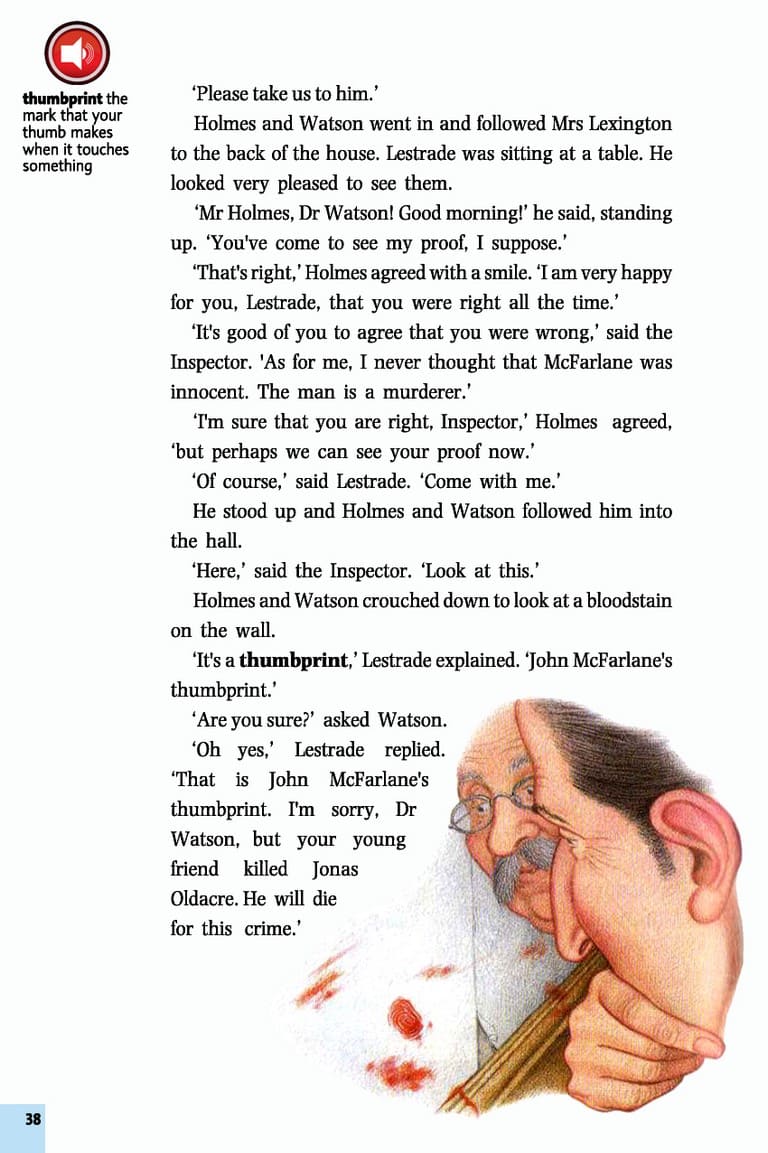 thumbprint the
mark that your
thumb makes
when it touches
something
‘Please take us to him.’
Holmes and Watson went in and followed Mrs Lexington
to the back of the house. Lestrade was sitting at a table. He
looked very pleased to see them.
‘Mr Holmes, Dr Watson! Good morning!’ he said, standing
up. ‘You've come to see my proof, I suppose.’
‘That's right,’ Holmes agreed with a smile. ‘I am very happy
for you, Lestrade, that you were right all the time.’
‘It's good of you to agree that you were wrong,’ said the
Inspector. 'As for me, I never thought that McFarlane was
innocent. The man is a murderer.’
‘I'm sure that you are right, Inspector,’ Holmes agreed,
‘but perhaps we can see your proof now.’
‘Of course,’ said Lestrade. ‘Come with me.’
He stood up and Holmes and Watson followed him into
the hall.
‘Here,’ said the Inspector. ‘Look at this.’
Holmes and Watson crouched down to look at a bloodstain
on the wall.
‘It's a thumbprint,’ Lestrade explained. ‘John McFarlane's
thumbprint.’
‘Are you sure?’ asked Watson.
‘Oh yes,’ Lestrade replied.
‘That is John McFarlane's
thumbprint. I'm sorry, Dr
Watson, but your young
friend killed Jonas
Oldacre. He will die
for this crime.’
38